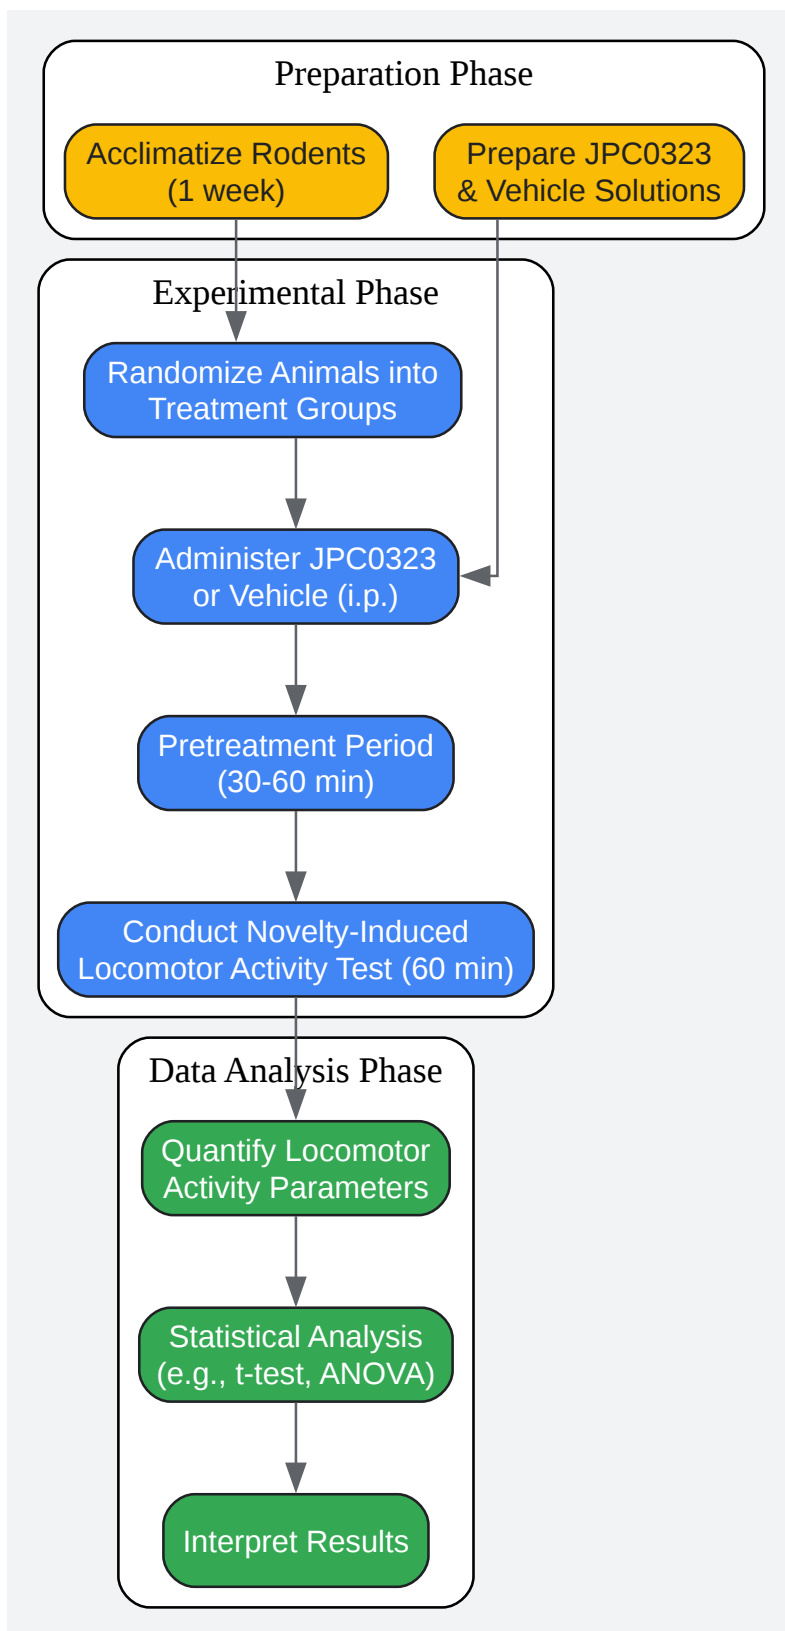 Preparation Phase
Acclimatize Rodents
(1 week)
Prepare JPC0323
& Vehicle Solutions
Experimental Phase
Randomize Animals into
Treatment Groups
Administer JPC0323
or Vehicle (i.p.)
Pretreatment Period
(30-60 min)
Conduct Novelty-Induced
Locomotor Activity Test (60 min)
Data Analysis Phase
Quantify Locomotor
Activity Parameters
Statistical Analysis
(e.g., t-test, ANOVA)
Interpret Results